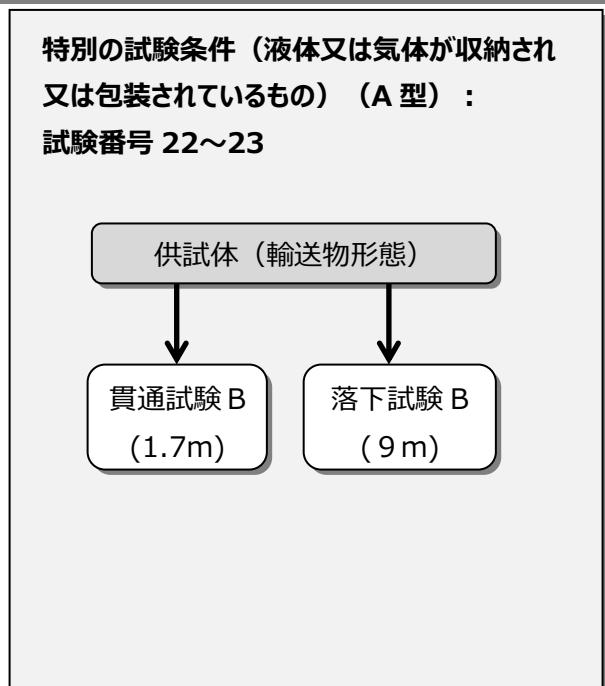 特別の試験条件（液体又は気体が収納され
又は包装されているもの）（A 型）：
試験番号 22～23
供試体（輸送物形態）
貫通試験 B
(1.7m)
落下試験 B
(９m)